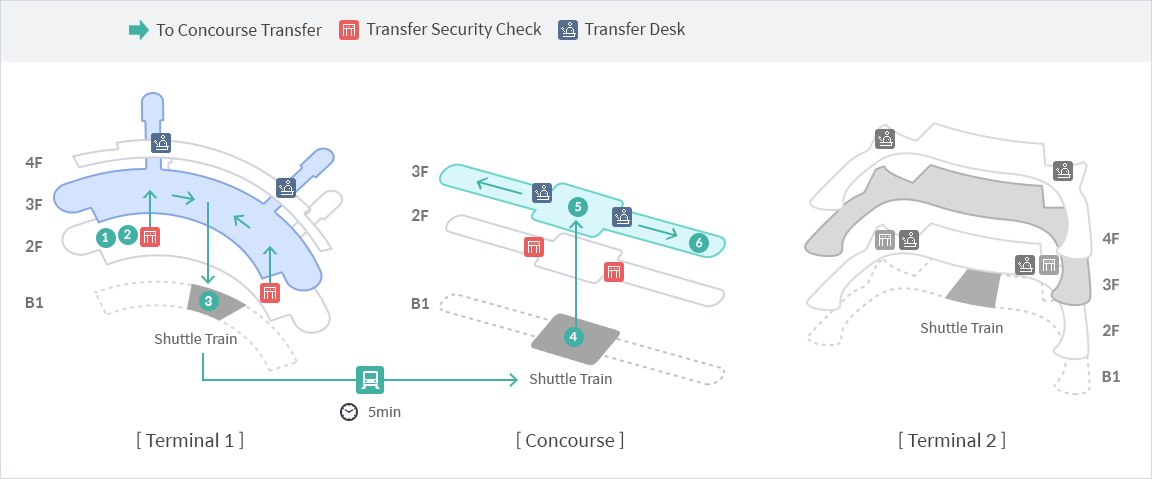 To Concourse Transfer
Transfer Security Check
Transfer Desk
4F
3F
2F
B1
1
2
3
Shuttle Train
5min
[ Terminal 1 ]
3F
2F
B1
5
6
4
Shuttle Train
[ Concourse ]
4F
3F
2F
B1
Shuttle Train
[ Terminal 2 ]